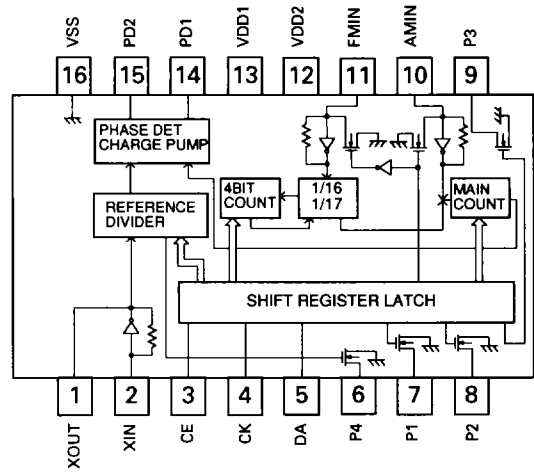 VSS PD2 PD1 VDD1 VDD2 FMIN AMIN P3
16 15 14 13 12 11 10 9
PHASE DET
CHARGE PUMP
REFERENCE
DIVIDER
4BIT
COUNT
1/16
1/17
MAIN
COUNT
SHIFT REGISTER LATCH
1 2 3 4 5 6 7 8
XOUT XIN CE CK DA P4 P1 P2